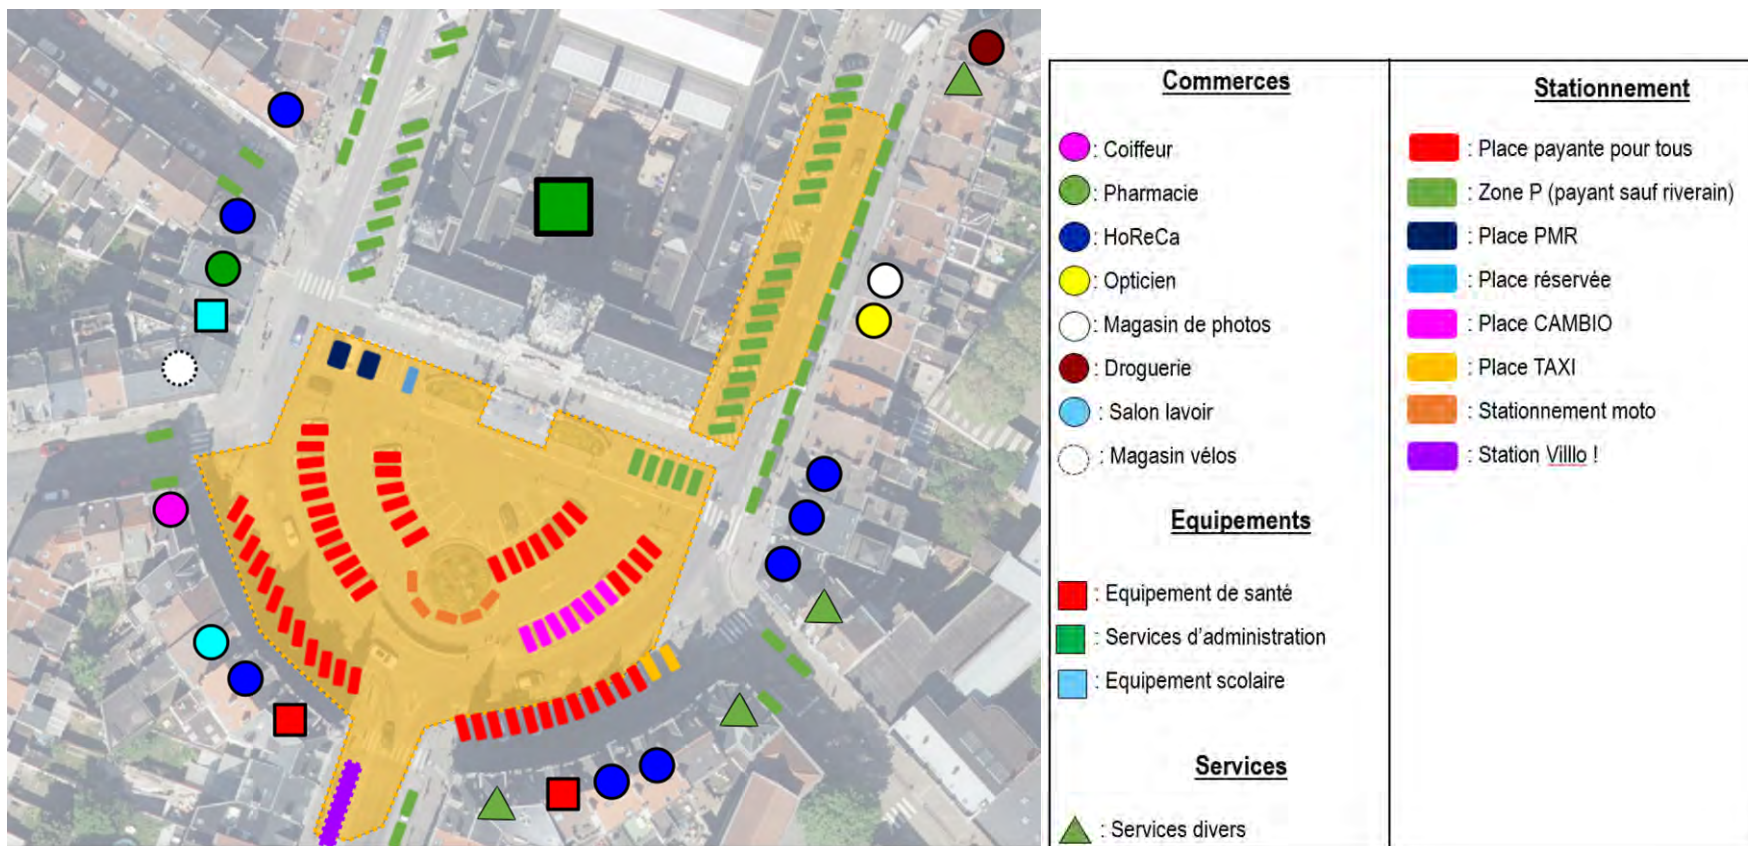 Commerces
: Coiffeur
: Pharmacie
: HoReCa
: Opticien
: Magasin de photos
: Droguerie
: Salon lavoir
: Magasin vélos
Equipements
: Equipement de santé
: Services d'administration
: Equipement scolaire
Services
: Services divers
Stationnement
: Place payante pour tous
: Zone P (payant sauf riverain)
: Place PMR
: Place réservée
: Place CAMBIO
: Place TAXI
: Stationnement moto
: Station Villlo !